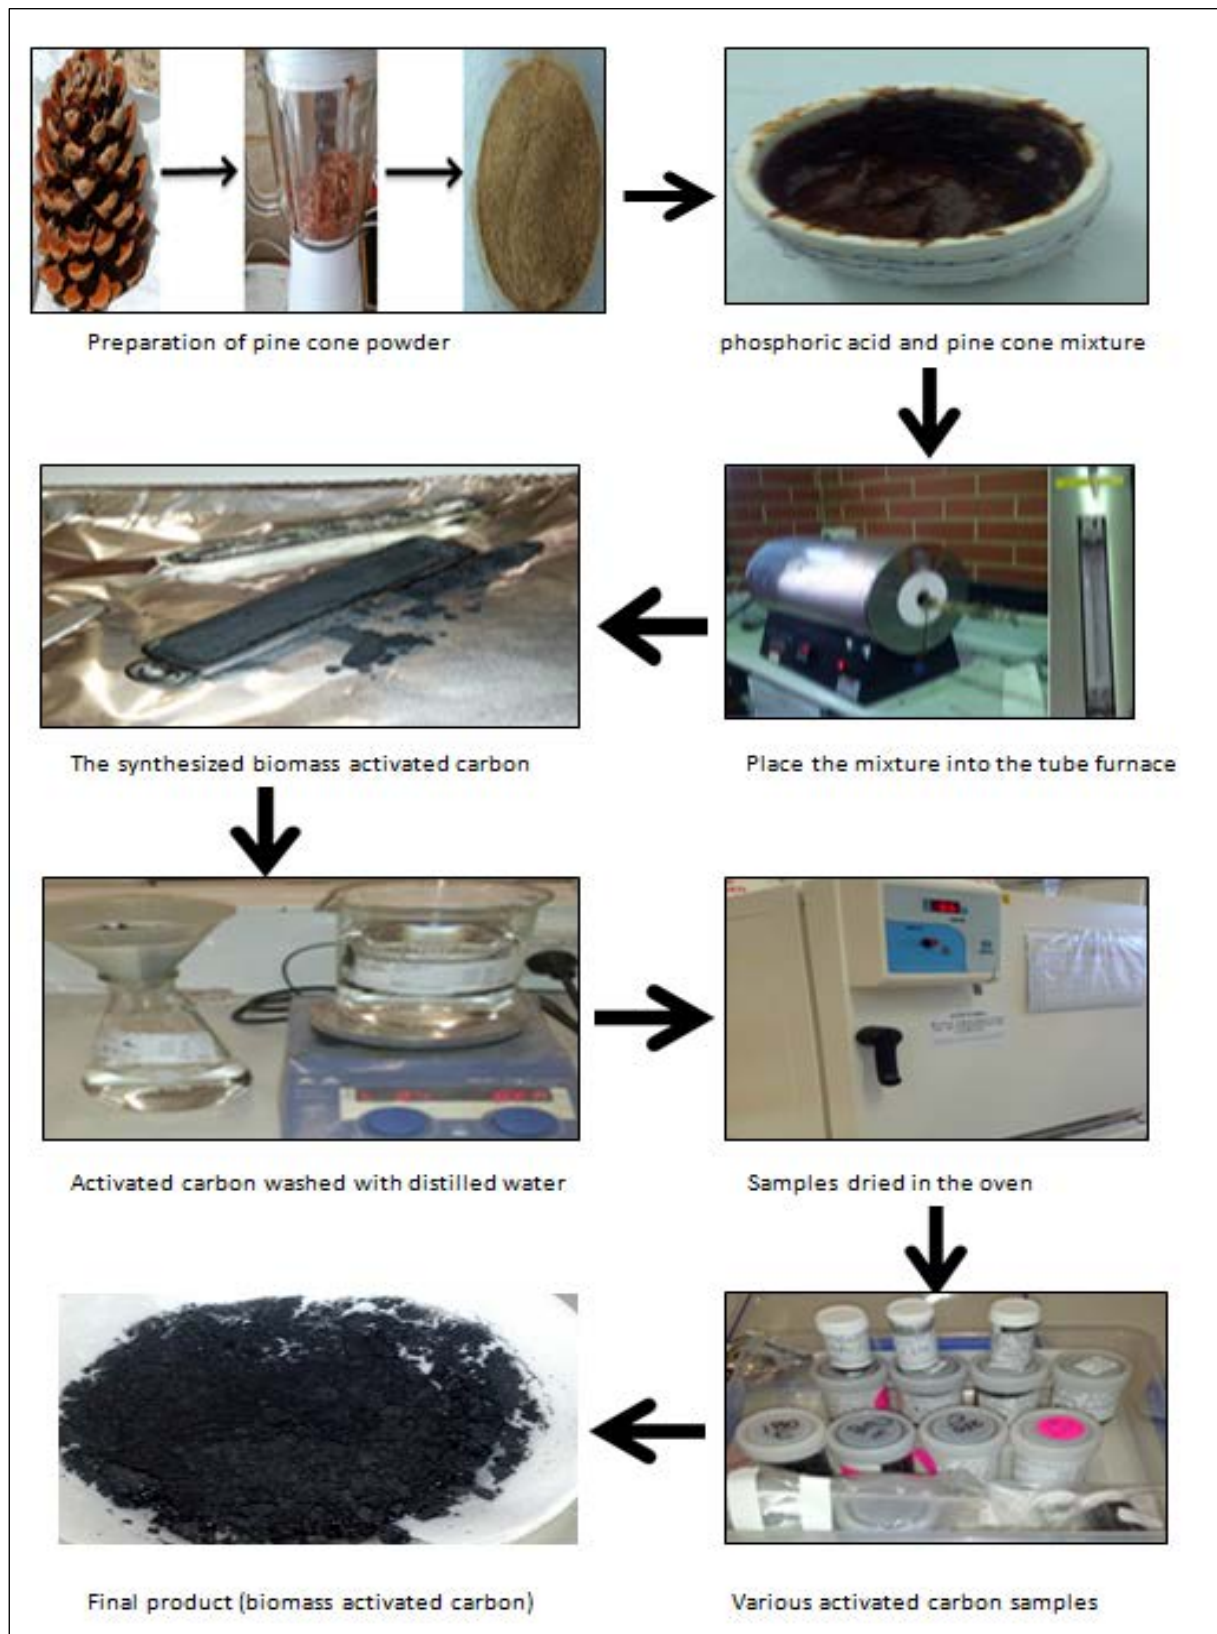 Preparation of pine cone powder
phosphoric acid and pine cone mixture
Place the mixture into the tube furnace
The synthesized biomass activated carbon
Activated carbon washed with distilled water
Samples dried in the oven
Various activated carbon samples
Final product (biomass activated carbon)